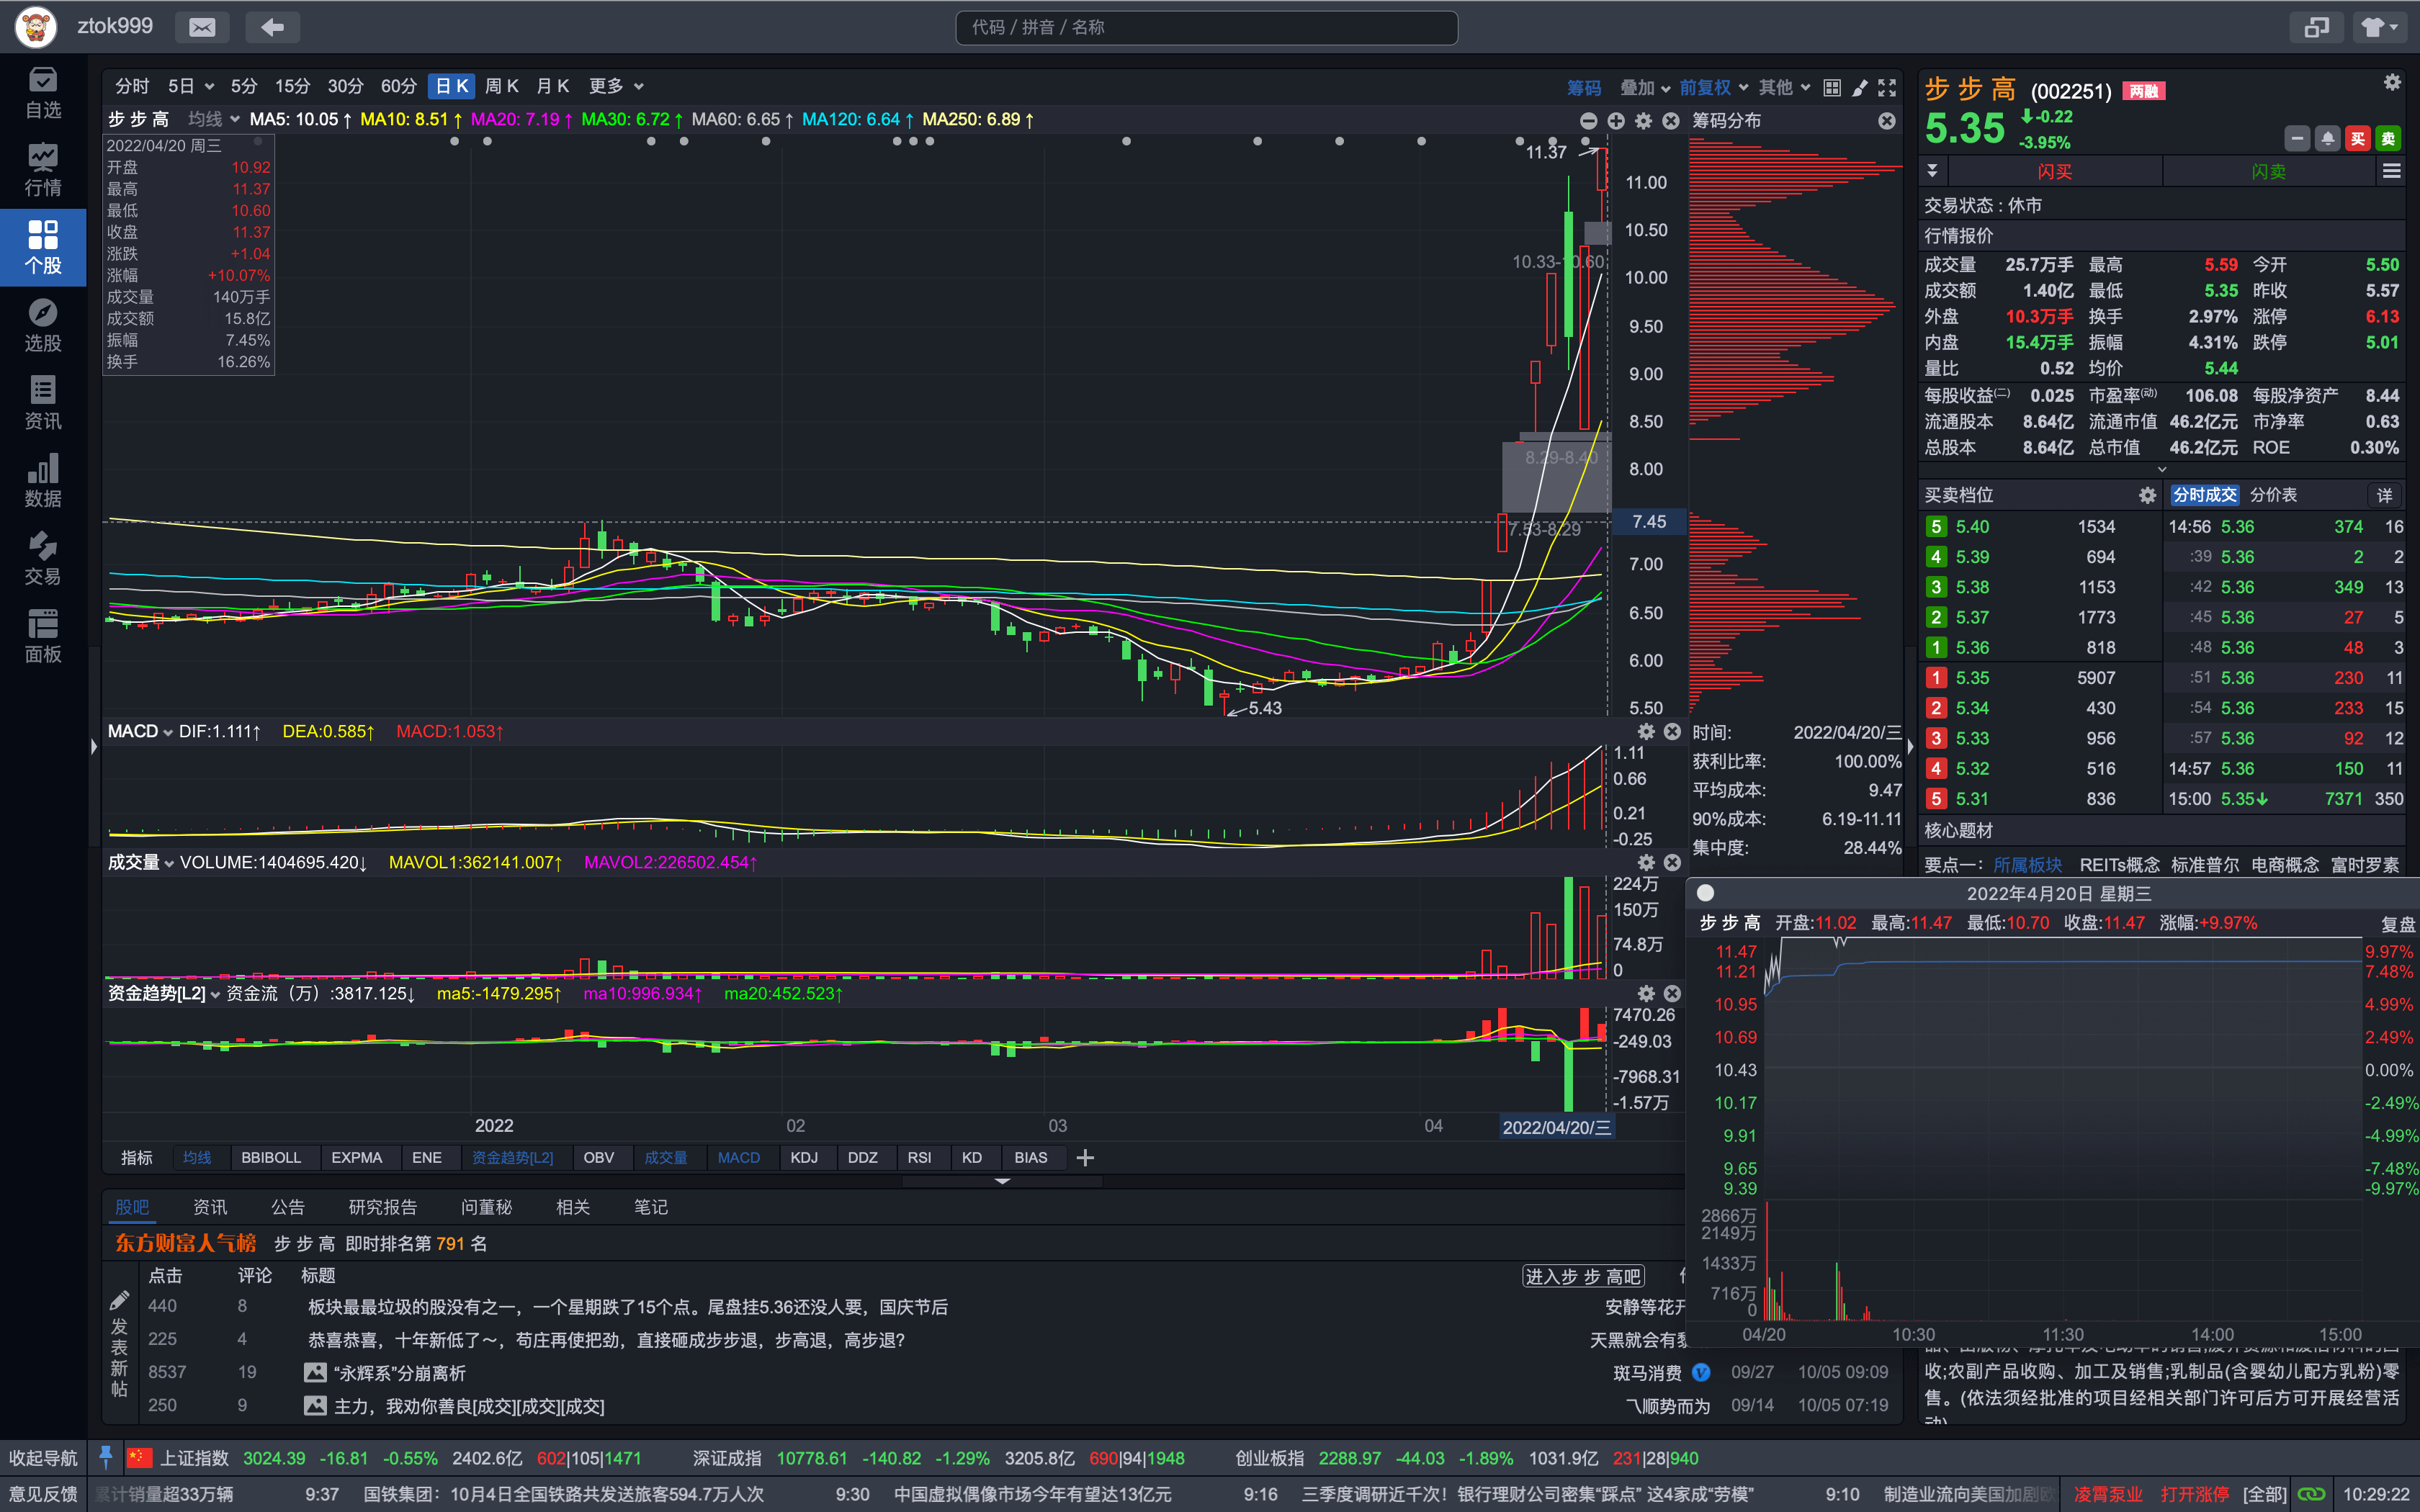 ztok999
代码 / 拼音 / 名称
自选
行情
个股
选股
资讯
数据
交易
面板
分时 5日 5分 15分 30分 60分 日K 周K 月K 更多
筹码 叠加 前复权 其他
步步高 均线 MA5: 10.05↑ MA10: 8.51↑ MA20: 7.19↑ MA30: 6.72↑ MA60: 6.65↑ MA120: 6.64↑ MA250: 6.89↑
筹码分布
2022/04/20 周三
开盘 10.92
最高 11.37
最低 10.60
收盘 11.37
涨跌 +1.04
涨幅 +10.07%
成交量 140万手
成交额 15.8亿
振幅 7.45%
换手 16.26%
11.37
10.33-10.60
8.29-8.40
7.53-8.29
5.43
11.00
10.50
10.00
9.50
9.00
8.50
8.00
7.45
7.00
6.50
6.00
5.50
MACD DIF:1.111↑ DEA:0.585↑ MACD:1.053↑
1.11
0.66
0.21
-0.25
成交量 VOLUME:1404695.420↓ MAVOL1:362141.007↑ MAVOL2:226502.454↑
224万
150万
74.8万
0
资金趋势[L2] 资金流（万）:3817.125↓ ma5:-1479.295↑ ma10:996.934↑ ma20:452.523↑
7470.26
-249.03
-7968.31
-1.57万
2022 02 03 04 2022/04/20/三
指标 均线 BBIBOLL EXPMA ENE 资金趋势[L2] OBV 成交量 MACD KDJ DDZ RSI KD BIAS
时间: 2022/04/20/三
获利比率: 100.00%
平均成本: 9.47
90%成本: 6.19-11.11
集中度: 28.44%
步步高 (002251) 两融
5.35 -0.22
-3.95%
买 卖
闪买 闪卖
交易状态 : 休市
行情报价
成交量 25.7万手 最高 5.59 今开 5.50
成交额 1.40亿 最低 5.35 昨收 5.57
外盘 10.3万手 换手 2.97% 涨停 6.13
内盘 15.4万手 振幅 4.31% 跌停 5.01
量比 0.52 均价 5.44
每股收益(二) 0.025 市盈率(动) 106.08 每股净资产 8.44
流通股本 8.64亿 流通市值 46.2亿元 市净率 0.63
总股本 8.64亿 总市值 46.2亿元 ROE 0.30%
买卖档位
分时成交 分价表 详
5 5.40 1534 14:56 5.36 374 16
4 5.39 694 :39 5.36 2 2
3 5.38 1153 :42 5.36 349 13
2 5.37 1773 :45 5.36 27 5
1 5.36 818 :48 5.36 48 3
1 5.35 5907 :51 5.36 230 11
2 5.34 430 :54 5.36 233 15
3 5.33 956 :57 5.36 92 12
4 5.32 516 14:57 5.36 150 11
5 5.31 836 15:00 5.35↓ 7371 350
核心题材
要点一: 所属板块 REITs概念 标准普尔 电商概念 富时罗素
2022年4月20日 星期三
步步高 开盘:11.02 最高:11.47 最低:10.70 收盘:11.47 涨幅:+9.97% 复盘
11.47 9.97%
11.21 7.48%
10.95 4.99%
10.69 2.49%
10.43 0.00%
10.17 -2.49%
9.91 -4.99%
9.65 -7.48%
9.39 -9.97%
2866万
2149万
1433万
716万
0
04/20 10:30 11:30 14:00 15:00
收;农副产品收购、加工及销售;乳制品(含婴幼儿配方乳粉)零
售。(依法须经批准的项目经相关部门许可后方可开展经营活
股吧 资讯 公告 研究报告 问董秘 相关 笔记
东方财富人气榜 步步高 即时排名第 791 名
点击 评论 标题 进入步步高吧
发表新帖
440 8 板块最最垃圾的股没有之一，一个星期跌了15个点。尾盘挂5.36还没人要，国庆节后 安静等花开
225 4 恭喜恭喜，十年新低了～，苟庄再使把劲，直接砸成步步退，步高退，高步退? 天黑就会有
8537 19 “永辉系”分崩离析 斑马消费 09/27 10/05 09:09
250 9 主力，我劝你善良[成交][成交][成交] 乁顺势而为 09/14 10/05 07:19
收起导航 上证指数 3024.39 -16.81 -0.55% 2402.6亿 602|105|1471 深证成指 10778.61 -140.82 -1.29% 3205.8亿 690|94|1948 创业板指 2288.97 -44.03 -1.89% 1031.9亿 231|28|940
意见反馈 累计销量超33万辆 9:37 国铁集团：10月4日全国铁路共发送旅客594.7万人次 9:30 中国虚拟偶像市场今年有望达13亿元 9:16 三季度调研近千次！银行理财公司密集“踩点” 这4家成“劳模” 9:10 制造业流向美国加剧 凌霄泵业 打开涨停 [全部] 10:29:22